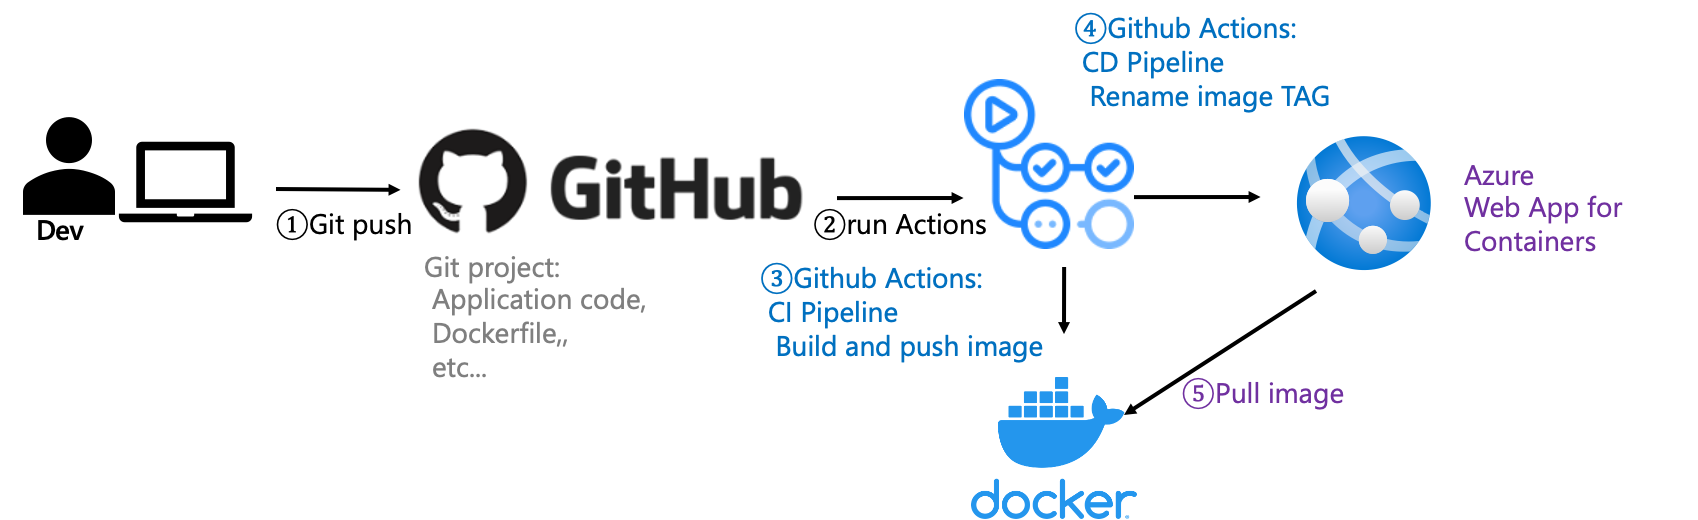 ④Github Actions:
CD Pipeline
Rename image TAG
Dev
①Git push
GitHub
②run Actions
Azure
Web App for
Containers
Git project:
Application code,
Dockerfile,,
etc...
③Github Actions:
CI Pipeline
Build and push image
⑤Pull image
docker